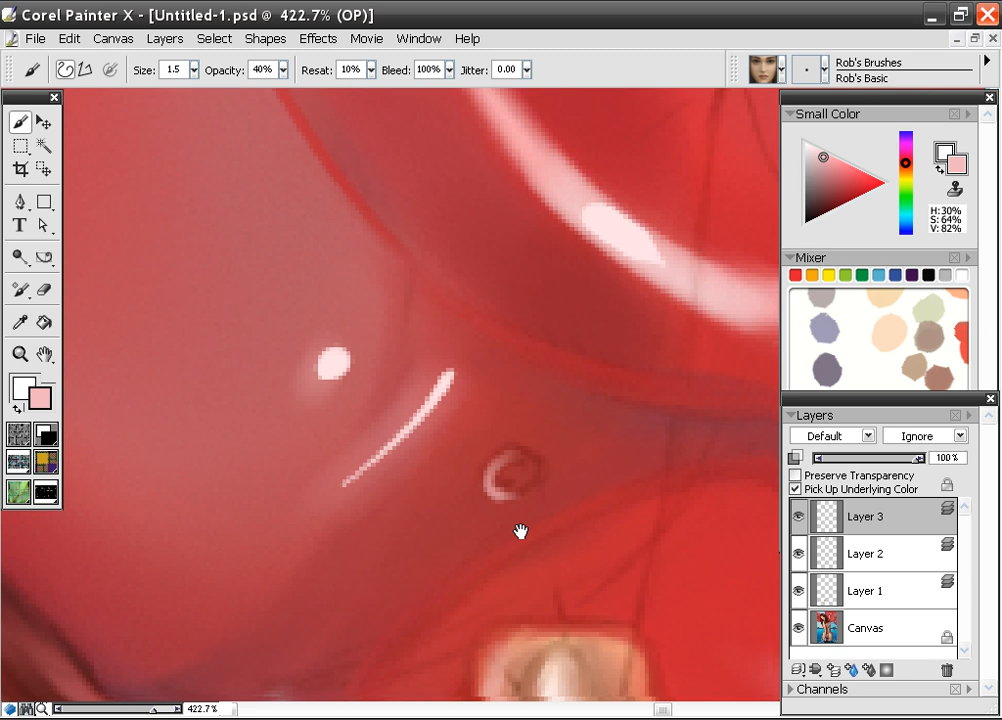 Corel Painter X - [Untitled-1.psd @ 422.7% (OP)]
File Edit Canvas Layers Select Shapes Effects Movie Window Help
Size: 1.5 Opacity: 40% Resat: 10% Bleed: 100% Jitter: 0.00
Rob's Brushes
Rob's Basic
Small Color
H:30%
S: 64%
V: 82%
Mixer
T
Layers
Default Ignore
100%
Preserve Transparency
Pick Up Underlying Color
Layer 3
Layer 2
Layer 1
Canvas
Channels
422.7%